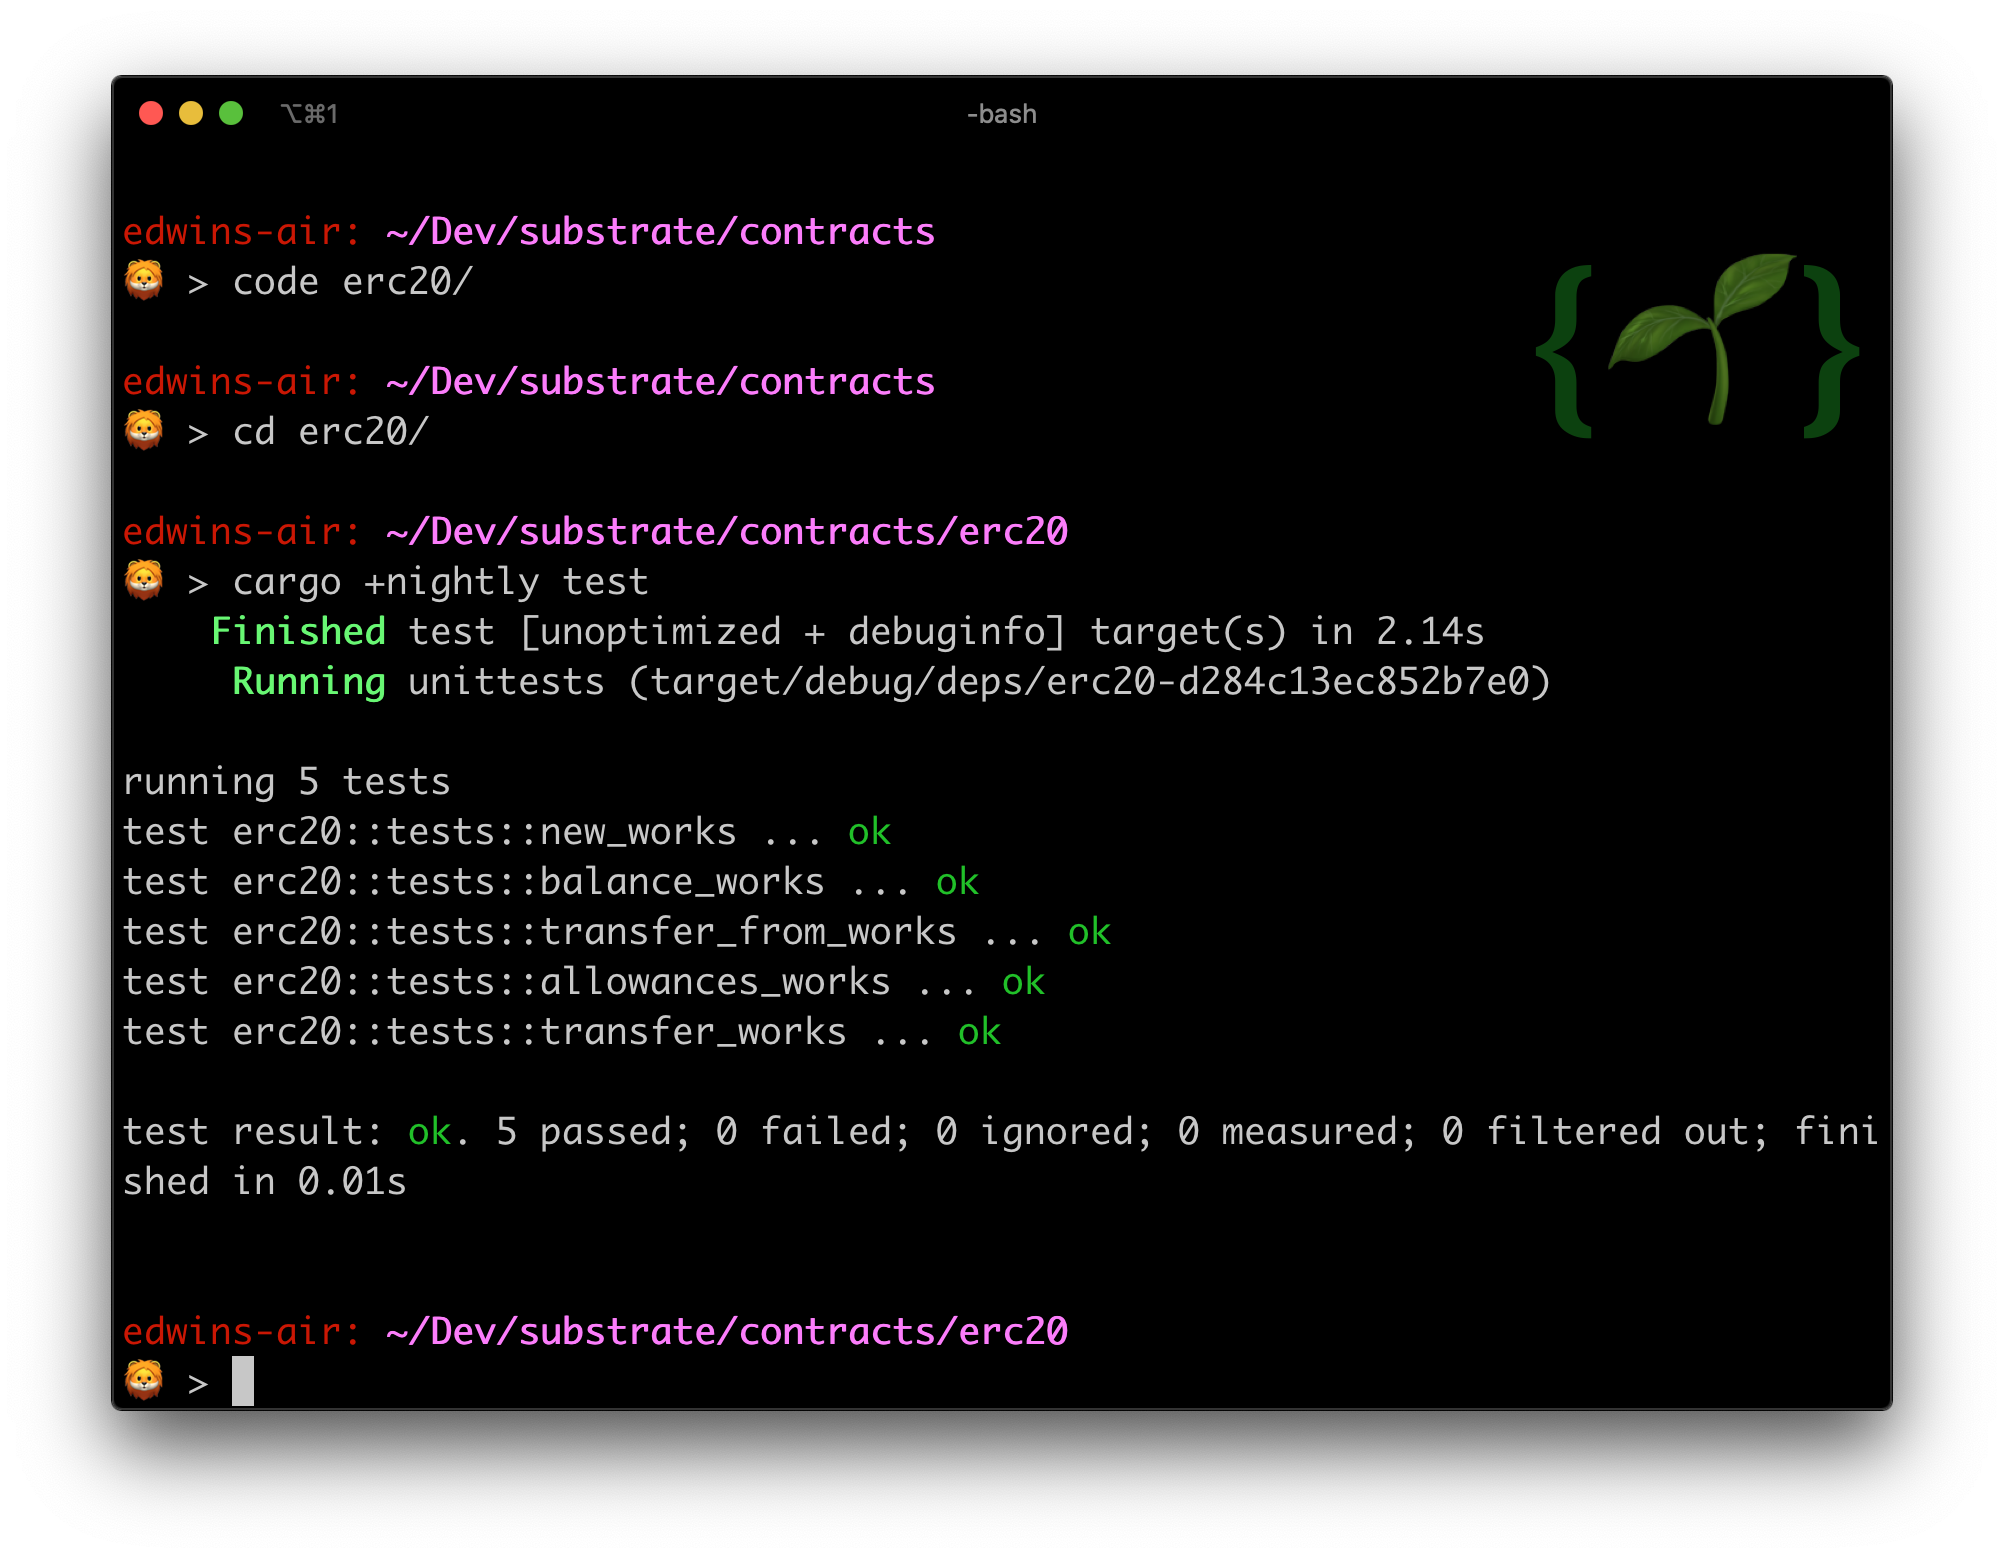 ⌥⌘1
-bash
edwins-air: ~/Dev/substrate/contracts
🦁 > code erc20/
edwins-air: ~/Dev/substrate/contracts
🦁 > cd erc20/
edwins-air: ~/Dev/substrate/contracts/erc20
🦁 > cargo +nightly test
Finished test [unoptimized + debuginfo] target(s) in 2.14s
Running unittests (target/debug/deps/erc20-d284c13ec852b7e0)
running 5 tests
test erc20::tests::new_works ... ok
test erc20::tests::balance_works ... ok
test erc20::tests::transfer_from_works ... ok
test erc20::tests::allowances_works ... ok
test erc20::tests::transfer_works ... ok
test result: ok. 5 passed; 0 failed; 0 ignored; 0 measured; 0 filtered out; fini
shed in 0.01s
edwins-air: ~/Dev/substrate/contracts/erc20
🦁 >
{🌱}